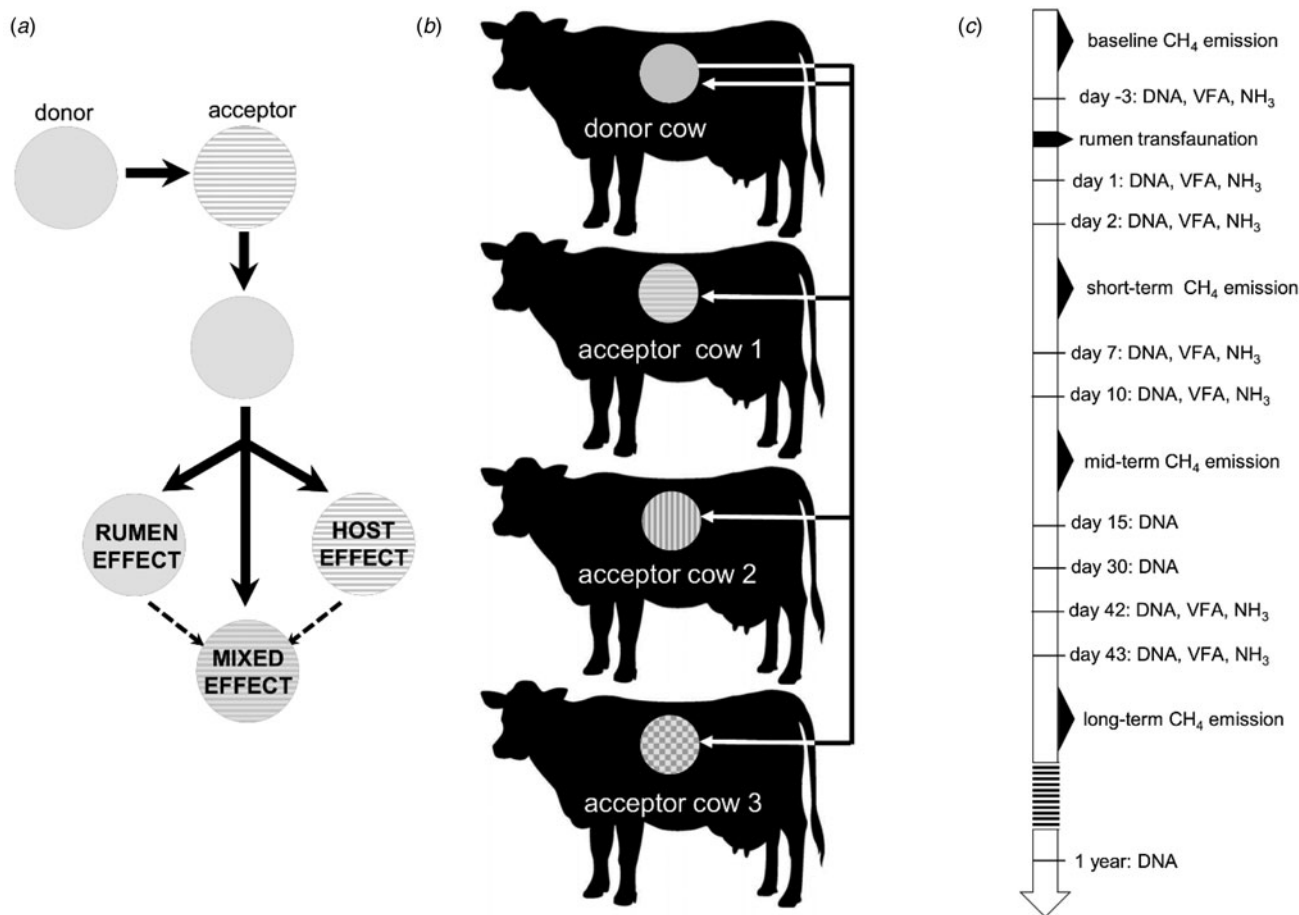 (a)
donor
acceptor
RUMEN
EFFECT
HOST
EFFECT
MIXED
EFFECT
(b)
donor cow
acceptor cow 1
acceptor cow 2
acceptor cow 3
(c)
baseline CH₄ emission
day -3: DNA, VFA, NH₃
rumen transfaunation
day 1: DNA, VFA, NH₃
day 2: DNA, VFA, NH₃
short-term CH₄ emission
day 7: DNA, VFA, NH₃
day 10: DNA, VFA, NH₃
mid-term CH₄ emission
day 15: DNA
day 30: DNA
day 42: DNA, VFA, NH₃
day 43: DNA, VFA, NH₃
long-term CH₄ emission
1 year: DNA